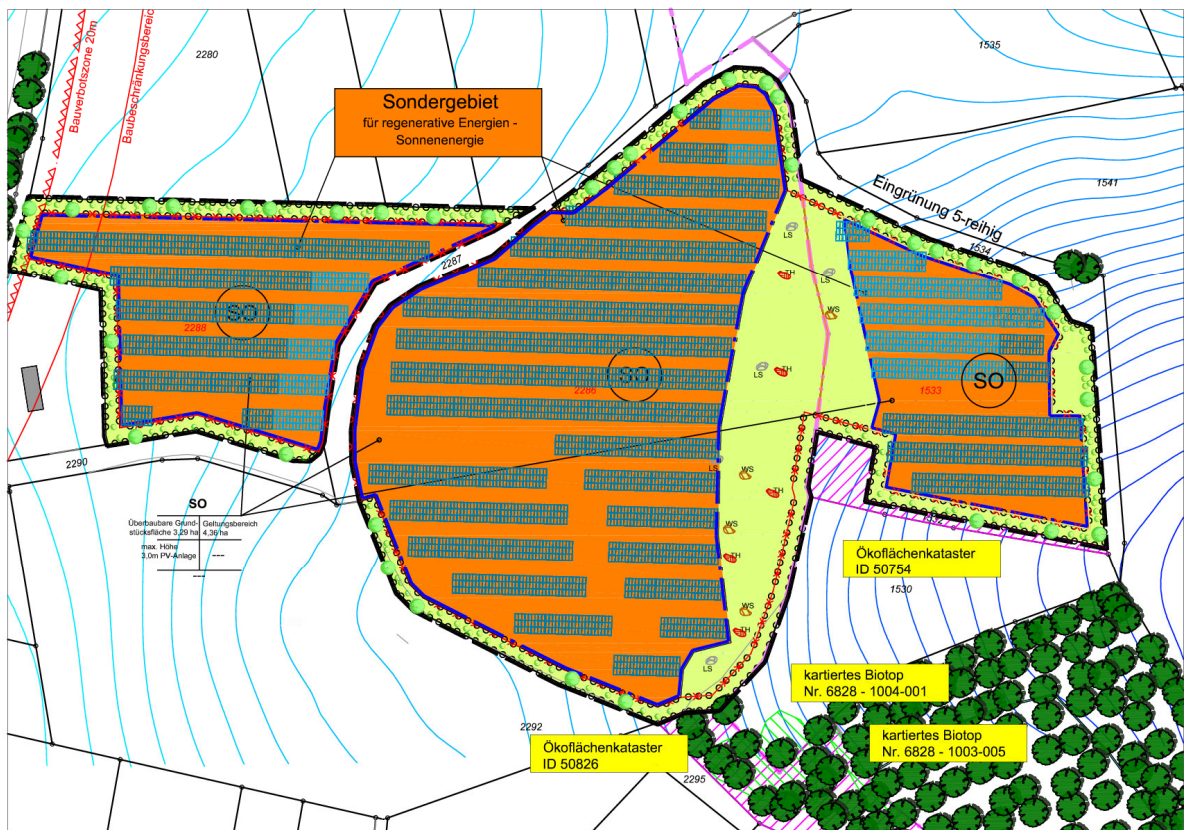 Bauverbotszone 20m
Baubeschränkungsbereich
2280
1535
Sondergebiet
für regenerative Energien -
Sonnenenergie
1541
Eingrünung 5-reihig
1534
LS
2287
LS
TH
WS
SO
2288
SO
2286
LS
TH
SO
1533
2290
LS
WS
TH
SO
Überbaubare Grund-
stücksfläche 3,29 ha
Geltungsbereich
4,36 ha
max. Höhe
3,0m PV-Anlage
---
---
1532
WS
TH
Ökoflächenkataster
ID 50754
1530
WS
TH
LS
kartiertes Biotop
Nr. 6828 - 1004-001
2292
kartiertes Biotop
Nr. 6828 - 1003-005
Ökoflächenkataster
ID 50826
2295